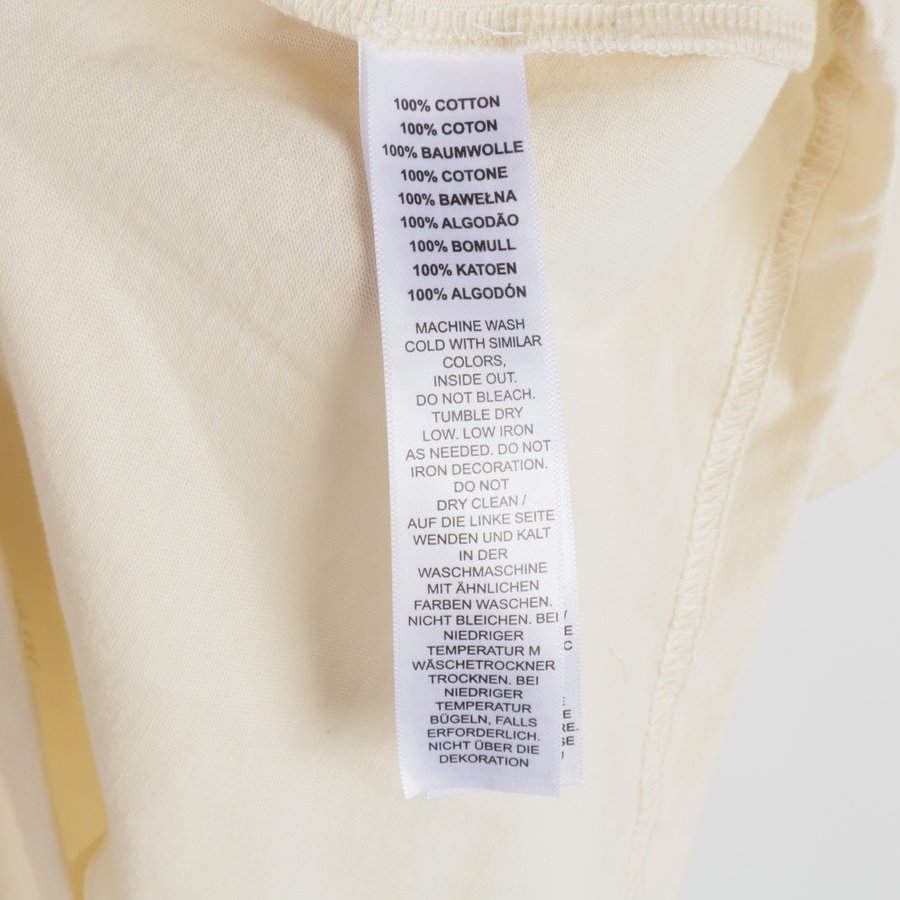 100% COTTON
100% COTON
100% BAUMWOLLE
100% COTONE
100% BAWEŁNA
100% ALGODÃO
100% BOMULL
100% KATOEN
100% ALGODÓN
MACHINE WASH
COLD WITH SIMILAR
COLORS,
INSIDE OUT.
DO NOT BLEACH.
TUMBLE DRY
LOW. LOW IRON
AS NEEDED. DO NOT
IRON DECORATION.
DO NOT
DRY CLEAN /
AUF DIE LINKE SEITE
WENDEN UND KALT
IN DER
WASCHMASCHINE
MIT ÄHNLICHEN
FARBEN WASCHEN.
NICHT BLEICHEN. BEI
NIEDRIGER
TEMPERATUR M
WÄSCHETROCKNER
TROCKNEN. BEI
NIEDRIGER
TEMPERATUR
BÜGELN, FALLS
ERFORDERLICH.
NICHT ÜBER DIE
DEKORATION